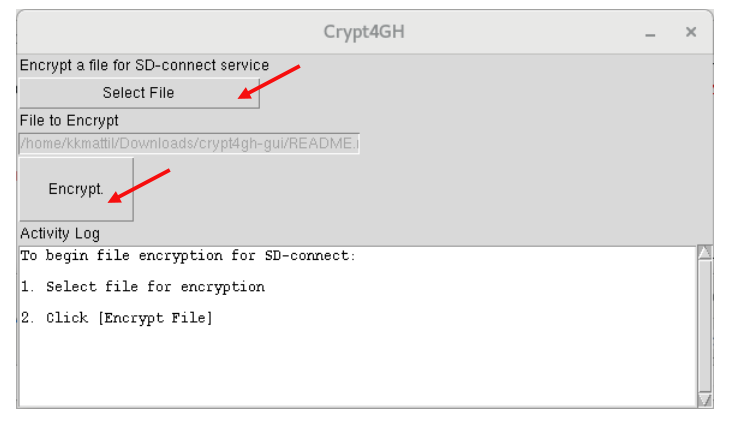 Crypt4GH
Encrypt a file for SD-connect service
Select File
File to Encrypt
/home/kkmattil/Downloads/crypt4gh-gui/README.
Encrypt.
Activity Log
To begin file encryption for SD-connect:
1. Select file for encryption
2. Click [Encrypt File]